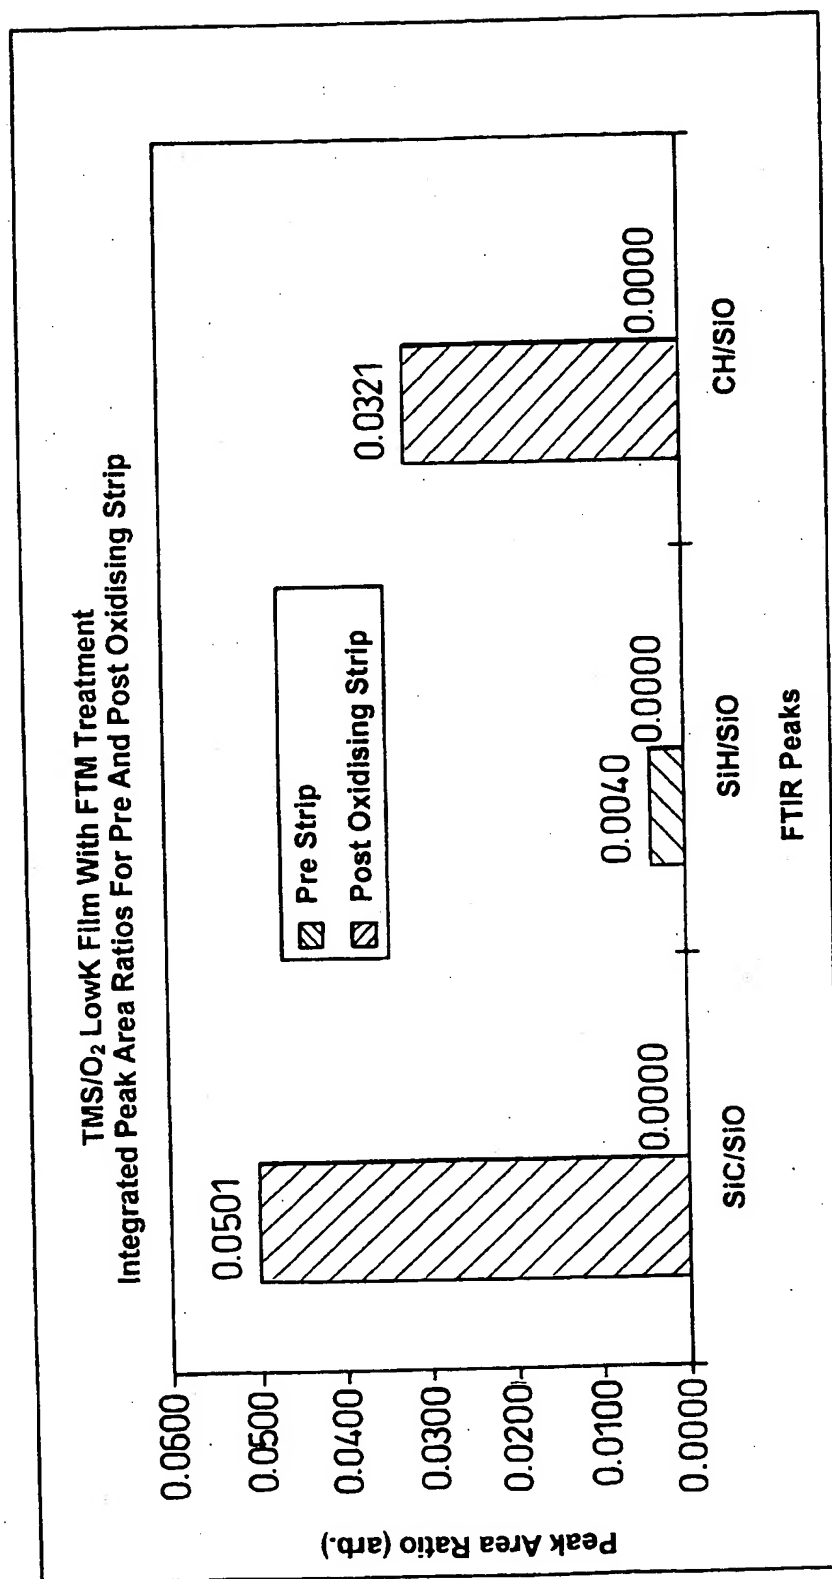 TMS/O₂ LowK Film With FTM Treatment
Integrated Peak Area Ratios For Pre And Post Oxidising Strip
Peak Area Ratio (arb.)
0.0600
0.0500
0.0400
0.0300
0.0200
0.0100
0.0000
Pre Strip
Post Oxidising Strip
0.0501
0.0000
0.0040
0.0000
0.0321
0.0000
SiC/SiO
SiH/SiO
CH/SiO
FTIR Peaks